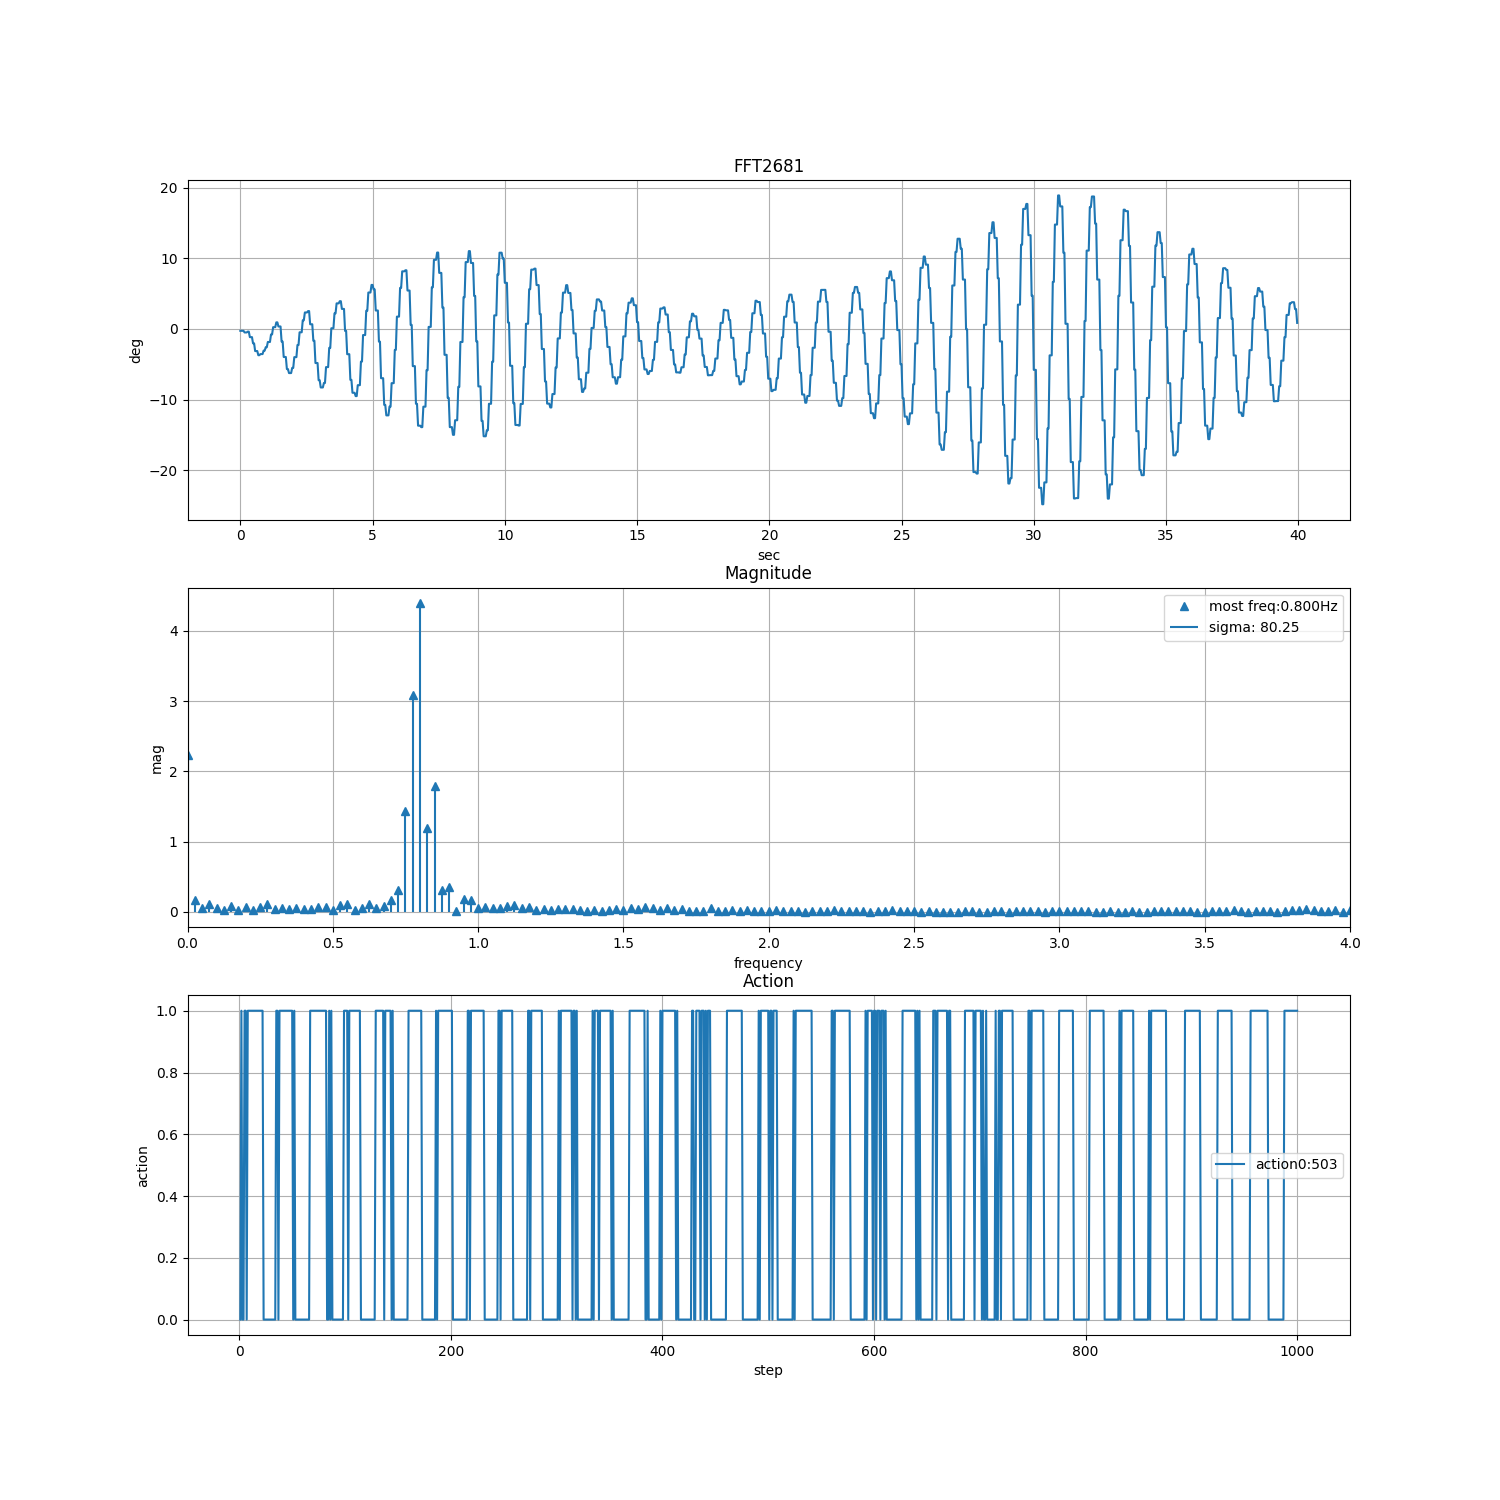 FFT2681
20
10
0
−10
−20
deg
0 5 10 15 20 25 30 35 40
sec
Magnitude
most freq:0.800Hz
sigma: 80.25
4
3
2
1
0
mag
0.0 0.5 1.0 1.5 2.0 2.5 3.0 3.5 4.0
frequency
Action
1.0
0.8
0.6
0.4
0.2
0.0
action
action0:503
0 200 400 600 800 1000
step